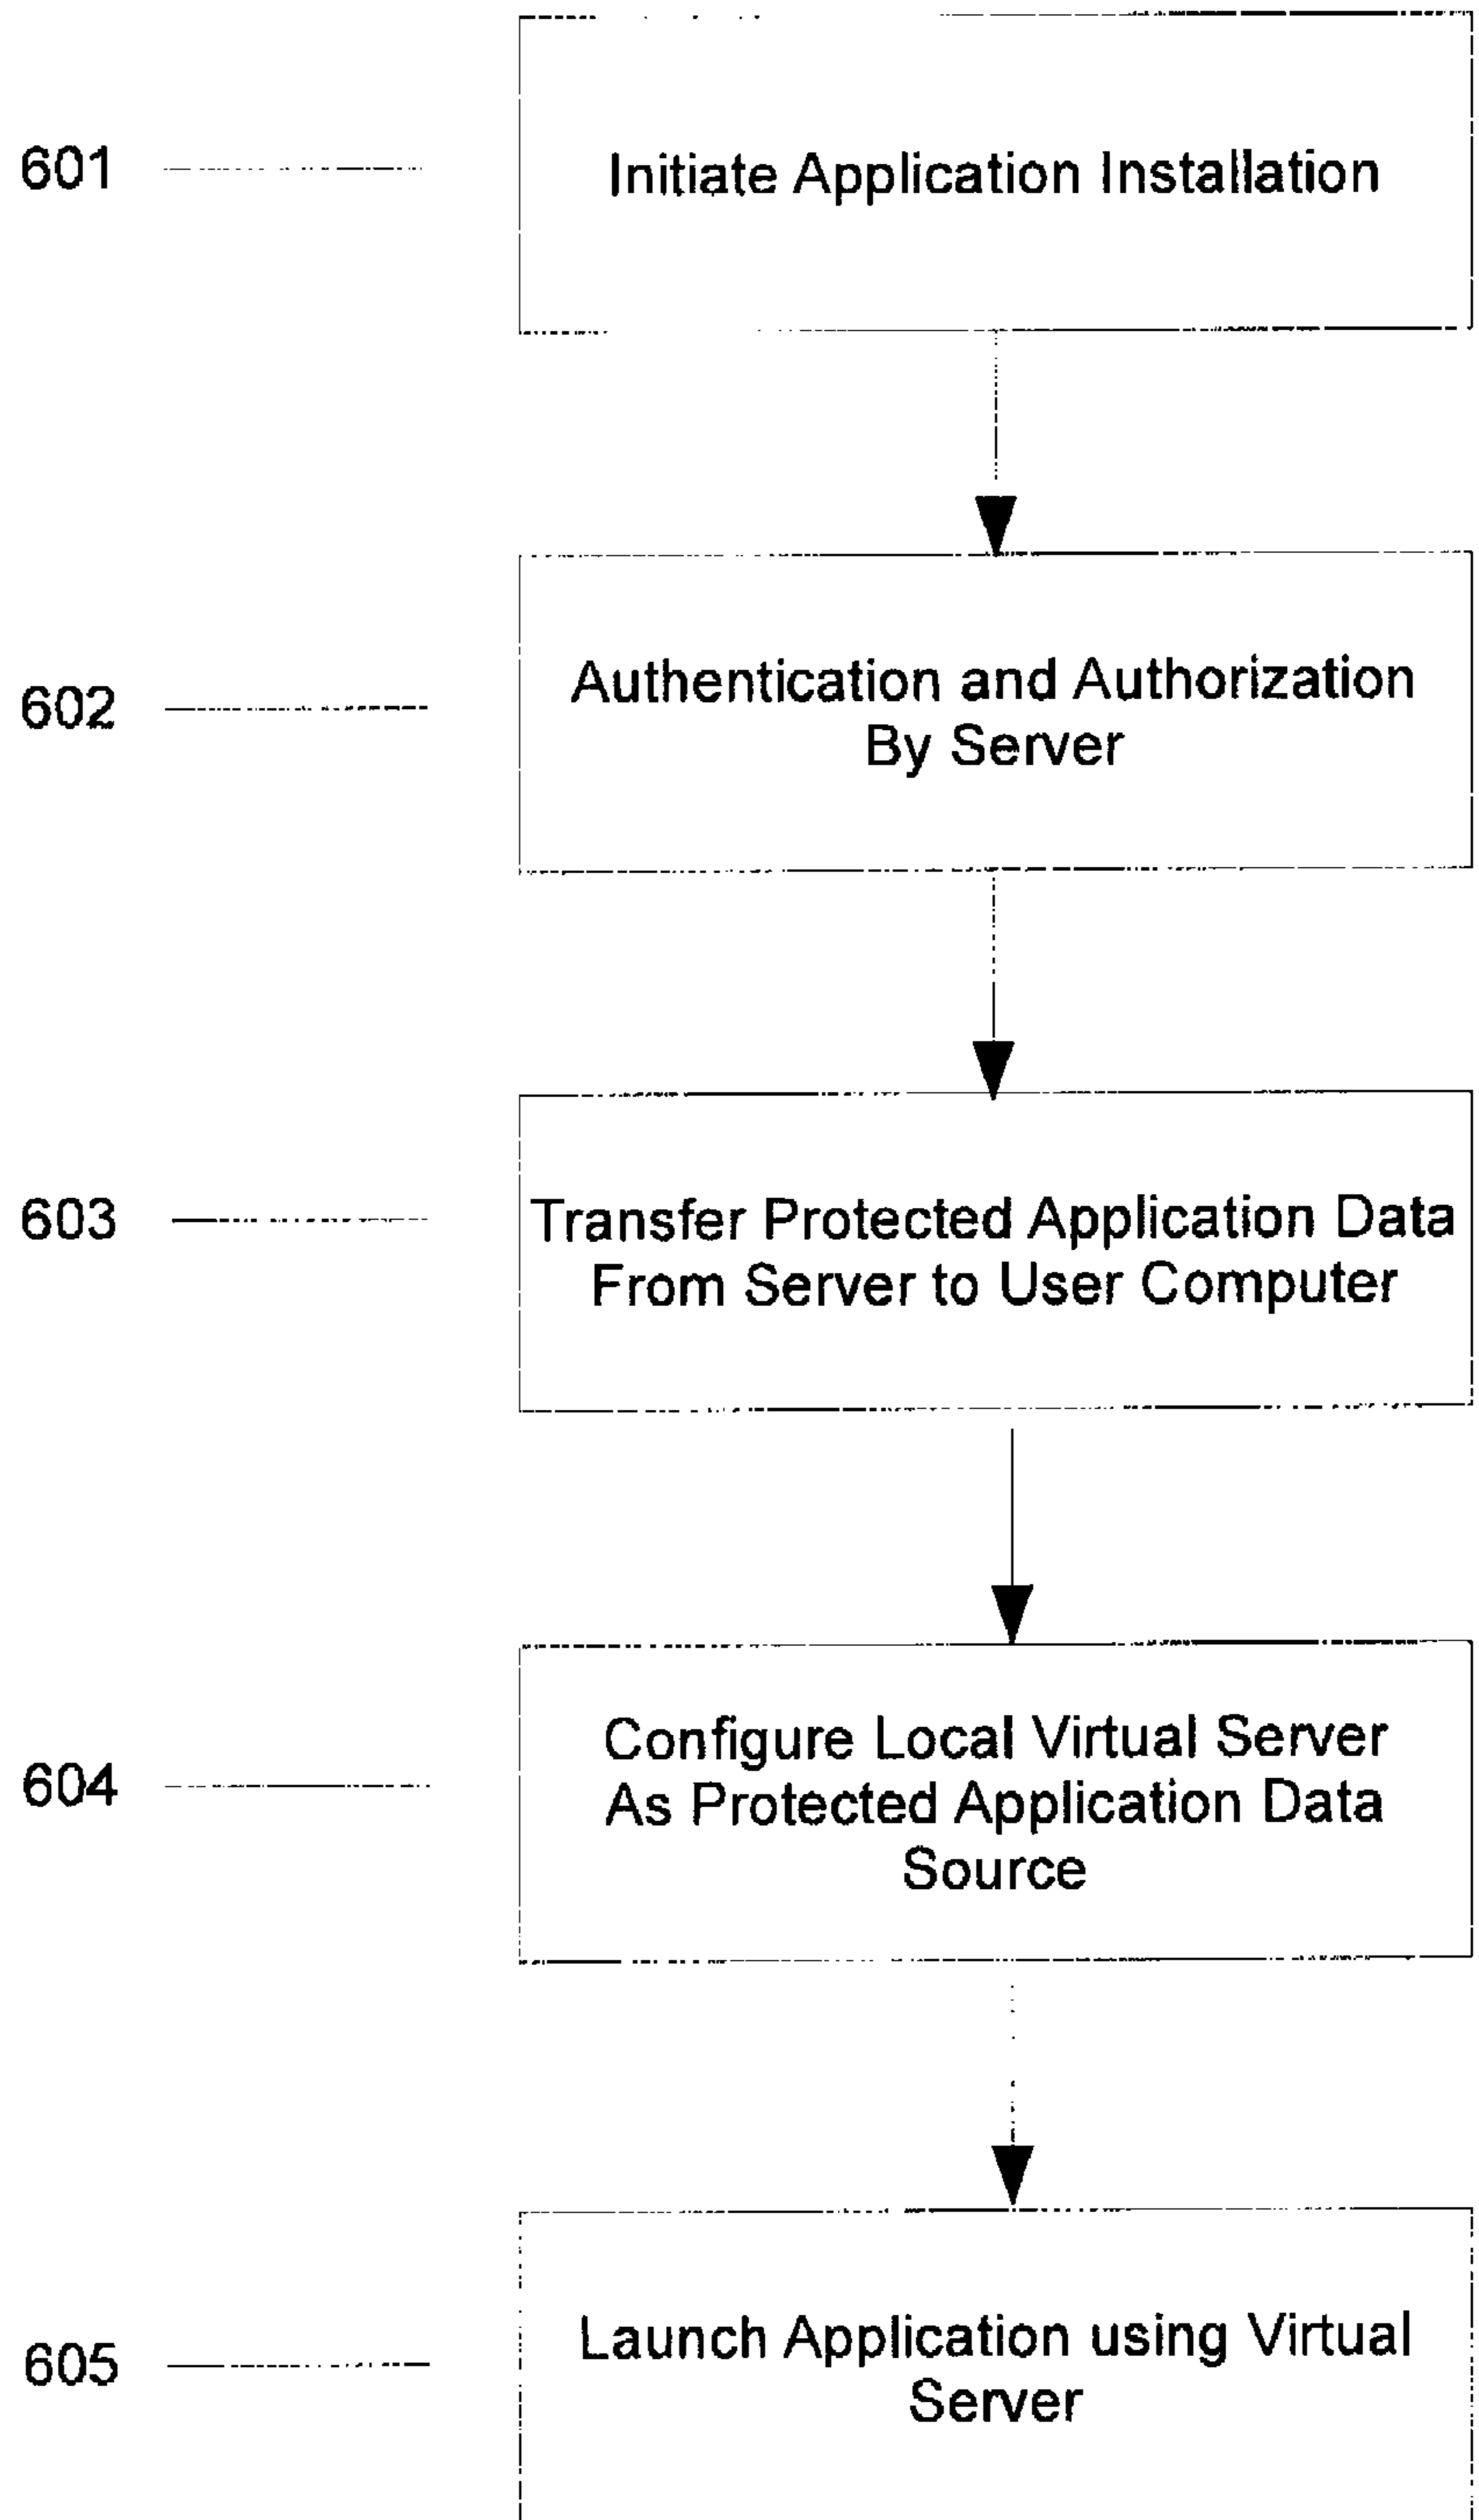 601
Initiate Application Installation
602
Authentication and Authorization
By Server
603
Transfer Protected Application Data
From Server to User Computer
604
Configure Local Virtual Server
As Protected Application Data
Source
605
Launch Application using Virtual
Server